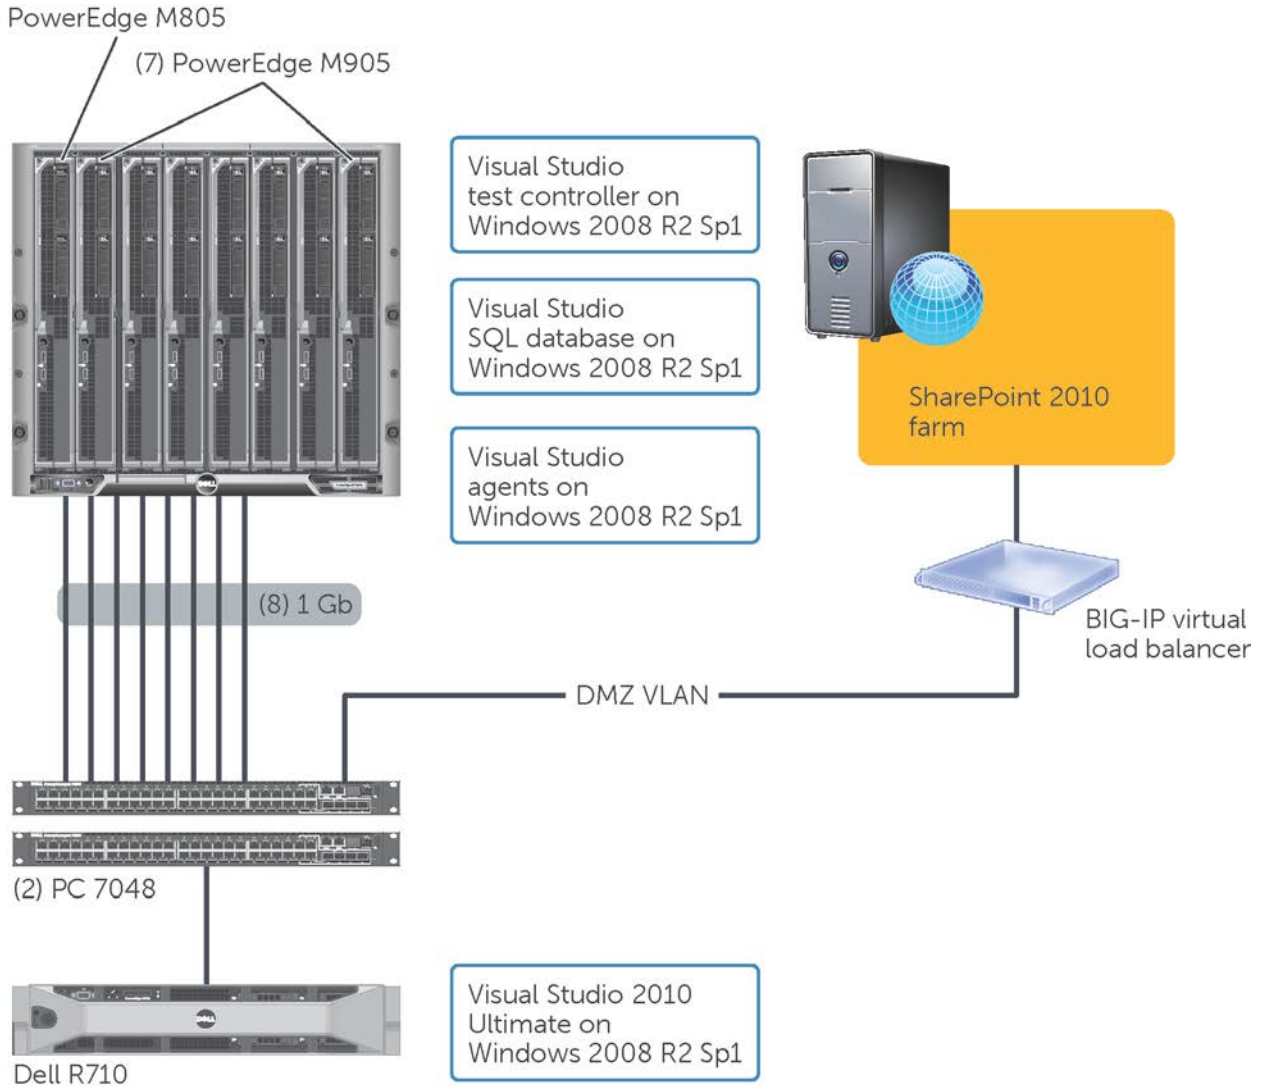 PowerEdge M805
(7) PowerEdge M905
Visual Studio
test controller on
Windows 2008 R2 Sp1
Visual Studio
SQL database on
Windows 2008 R2 Sp1
Visual Studio
agents on
Windows 2008 R2 Sp1
SharePoint 2010
farm
(8) 1 Gb
BIG-IP virtual
load balancer
DMZ VLAN
(2) PC 7048
DELL
Visual Studio 2010
Ultimate on
Windows 2008 R2 Sp1
Dell R710